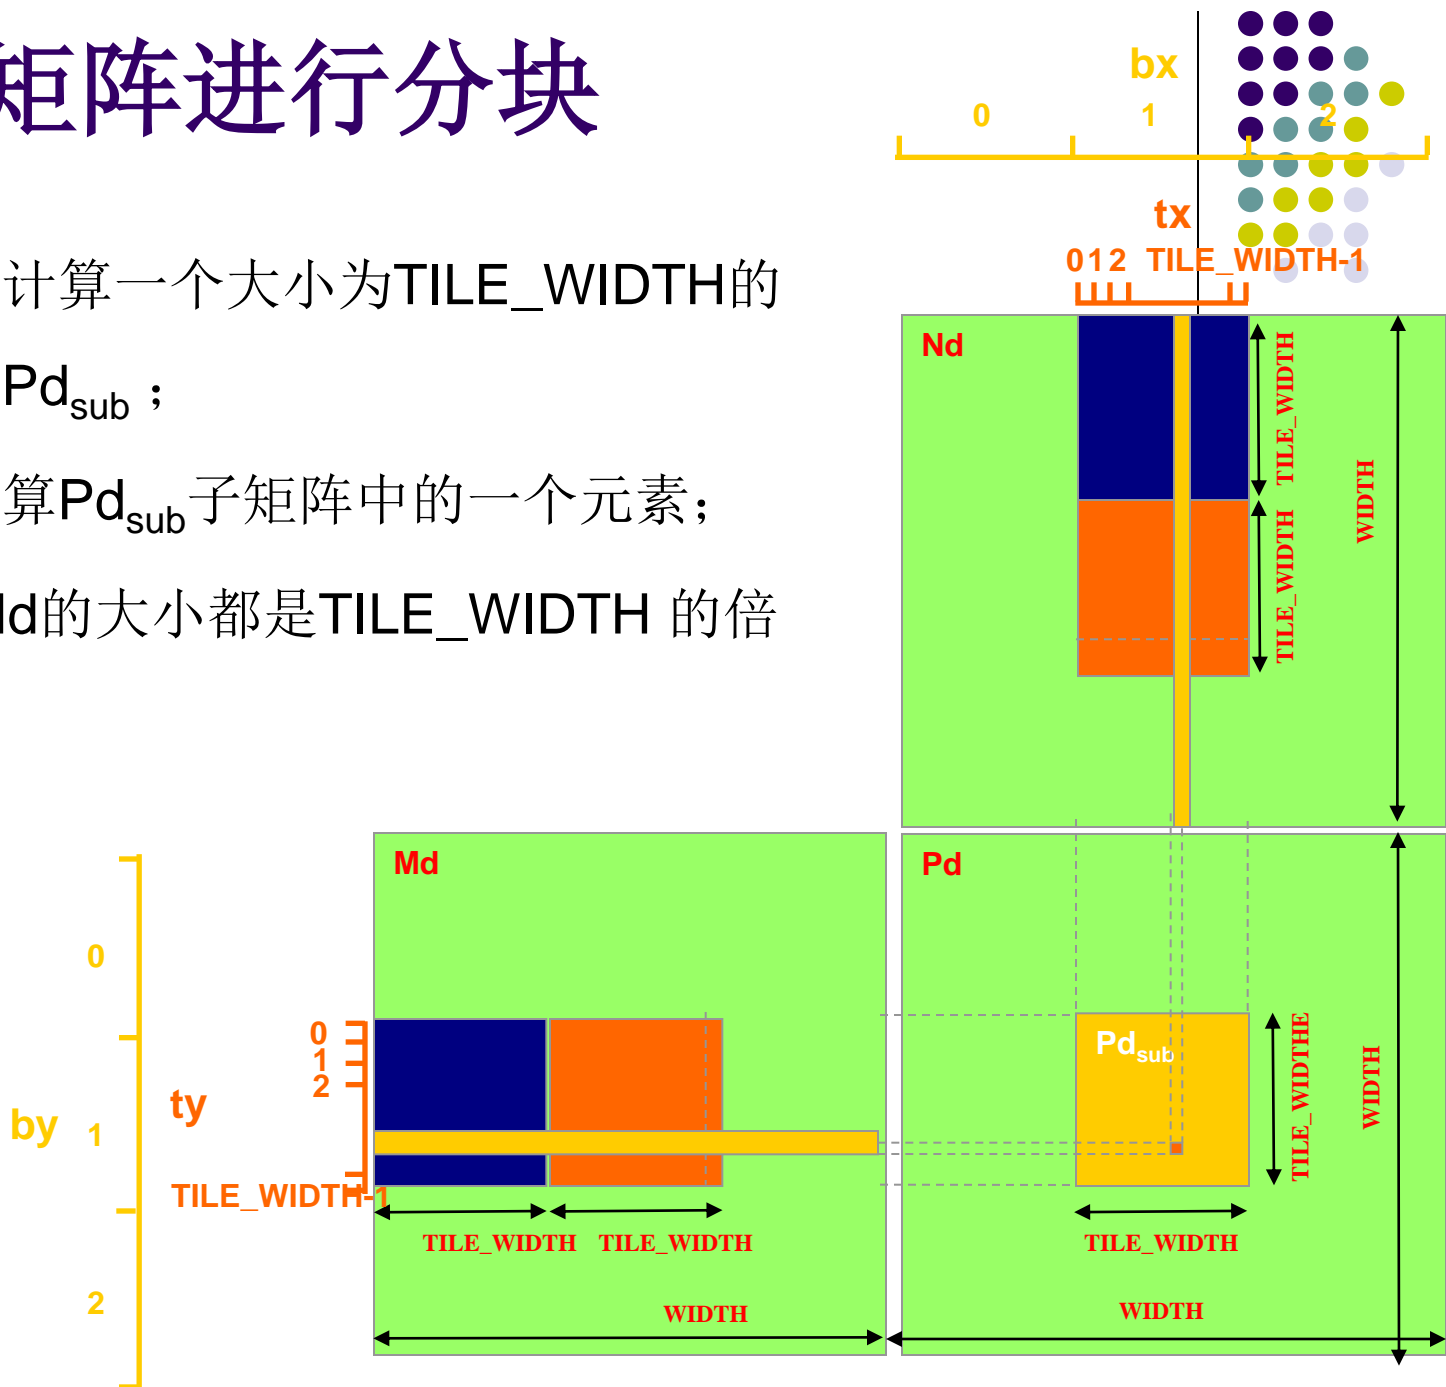 矩阵进行分块
bx
0 1 2
tx
0 1 2 TILE_WIDTH-1
计算一个大小为TILE_WIDTH的
Pdsub ；
算Pdsub子矩阵中的一个元素；
d的大小都是TILE_WIDTH 的倍
Nd
TILE_WIDTH
TILE_WIDTH
WIDTH
Md
Pd
by
0
1
2
ty
0
1
2
TILE_WIDTH-1
TILE_WIDTH TILE_WIDTH
WIDTH
Pdsub
TILE_WIDTHE
WIDTH
TILE_WIDTH
WIDTH